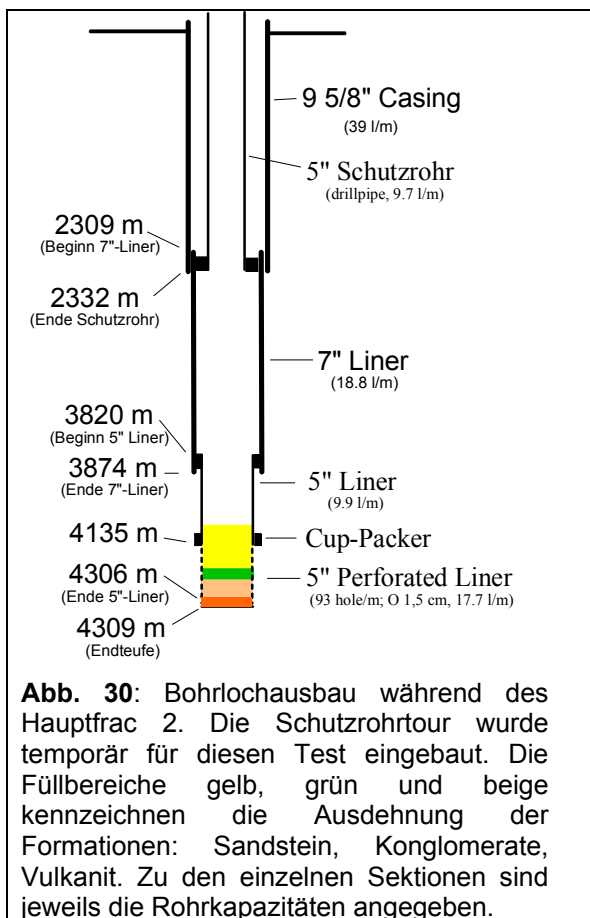 9 5/8" Casing
(39 l/m)
5" Schutzrohr
(drillpipe, 9.7 l/m)
2309 m
(Beginn 7"-Liner)
2332 m
(Ende Schutzrohr)
7" Liner
(18.8 l/m)
3820 m
(Beginn 5" Liner)
3874 m
(Ende 7"-Liner)
5" Liner
(9.9 l/m)
4135 m
Cup-Packer
4306 m
(Ende 5"-Liner)
5" Perforated Liner
(93 hole/m; O 1,5 cm, 17.7 l/m)
4309 m
(Endteufe)
Abb. 30: Bohrlochausbau während des
Hauptfrac 2. Die Schutzrohrtour wurde
temporär für diesen Test eingebaut. Die
Füllbereiche gelb, grün und beige
kennzeichnen die Ausdehnung der
Formationen: Sandstein, Konglomerate,
Vulkanit. Zu den einzelnen Sektionen sind
jeweils die Rohrkapazitäten angegeben.